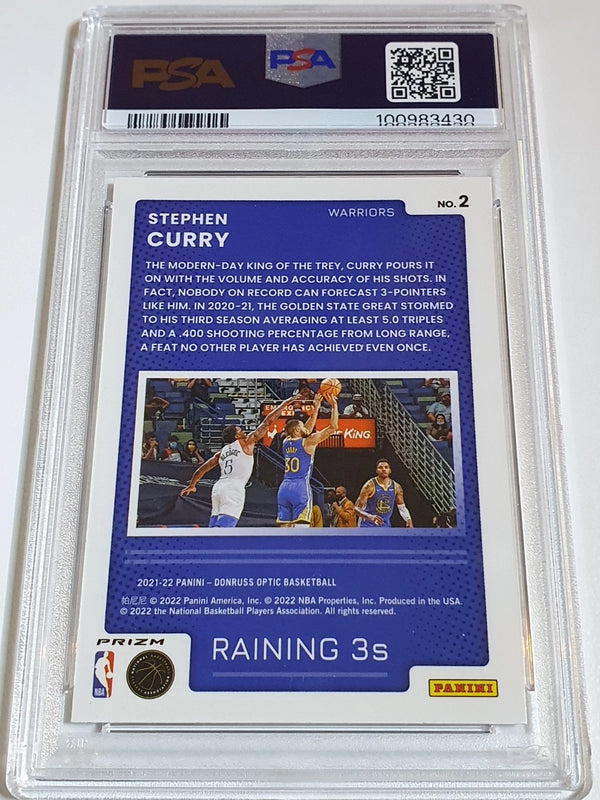 PSA
PSA
100983430
STEPHEN
CURRY
WARRIORS
NO. 2
THE MODERN-DAY KING OF THE TREY, CURRY POURS IT
ON WITH THE VOLUME AND ACCURACY OF HIS SHOTS. IN
FACT, NOBODY ON RECORD CAN FORECAST 3-POINTERS
LIKE HIM. IN 2020-21, THE GOLDEN STATE GREAT STORMED
TO HIS THIRD SEASON AVERAGING AT LEAST 5.0 TRIPLES
AND A .400 SHOOTING PERCENTAGE FROM LONG RANGE,
A FEAT NO OTHER PLAYER HAS ACHIEVED EVEN ONCE.
KING.
5
30
2021-22 PANINI – DONRUSS OPTIC BASKETBALL
帕尼尼 © 2022 Panini America, Inc. © 2022 NBA Properties, Inc. Produced in the USA.
© 2022 the National Basketball Players Association. All rights reserved.
PRIZM
RAINING 3s
NBA
PANINI